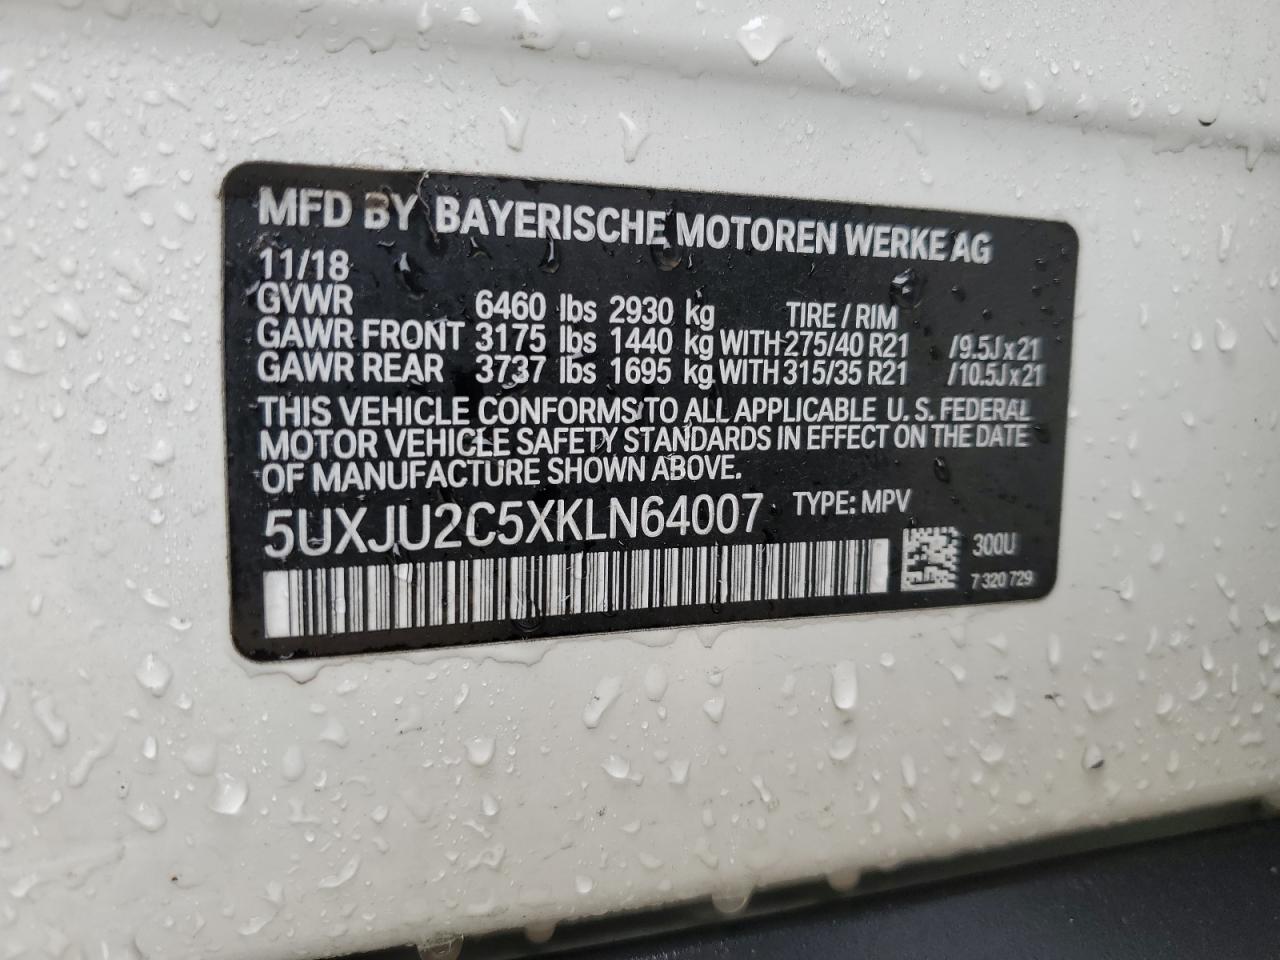 MFD BY BAYERISCHE MOTOREN WERKE AG
11/18
GVWR 6460 lbs 2930 kg TIRE / RIM
GAWR FRONT 3175 lbs 1440 kg WITH 275/40 R21 /9.5Jx21
GAWR REAR 3737 lbs 1695 kg WITH 315/35 R21 /10.5Jx21
THIS VEHICLE CONFORMS TO ALL APPLICABLE U. S. FEDERAL
MOTOR VEHICLE SAFETY STANDARDS IN EFFECT ON THE DATE
OF MANUFACTURE SHOWN ABOVE.
5UXJU2C5XKLN64007 TYPE: MPV
300U
7 320 729